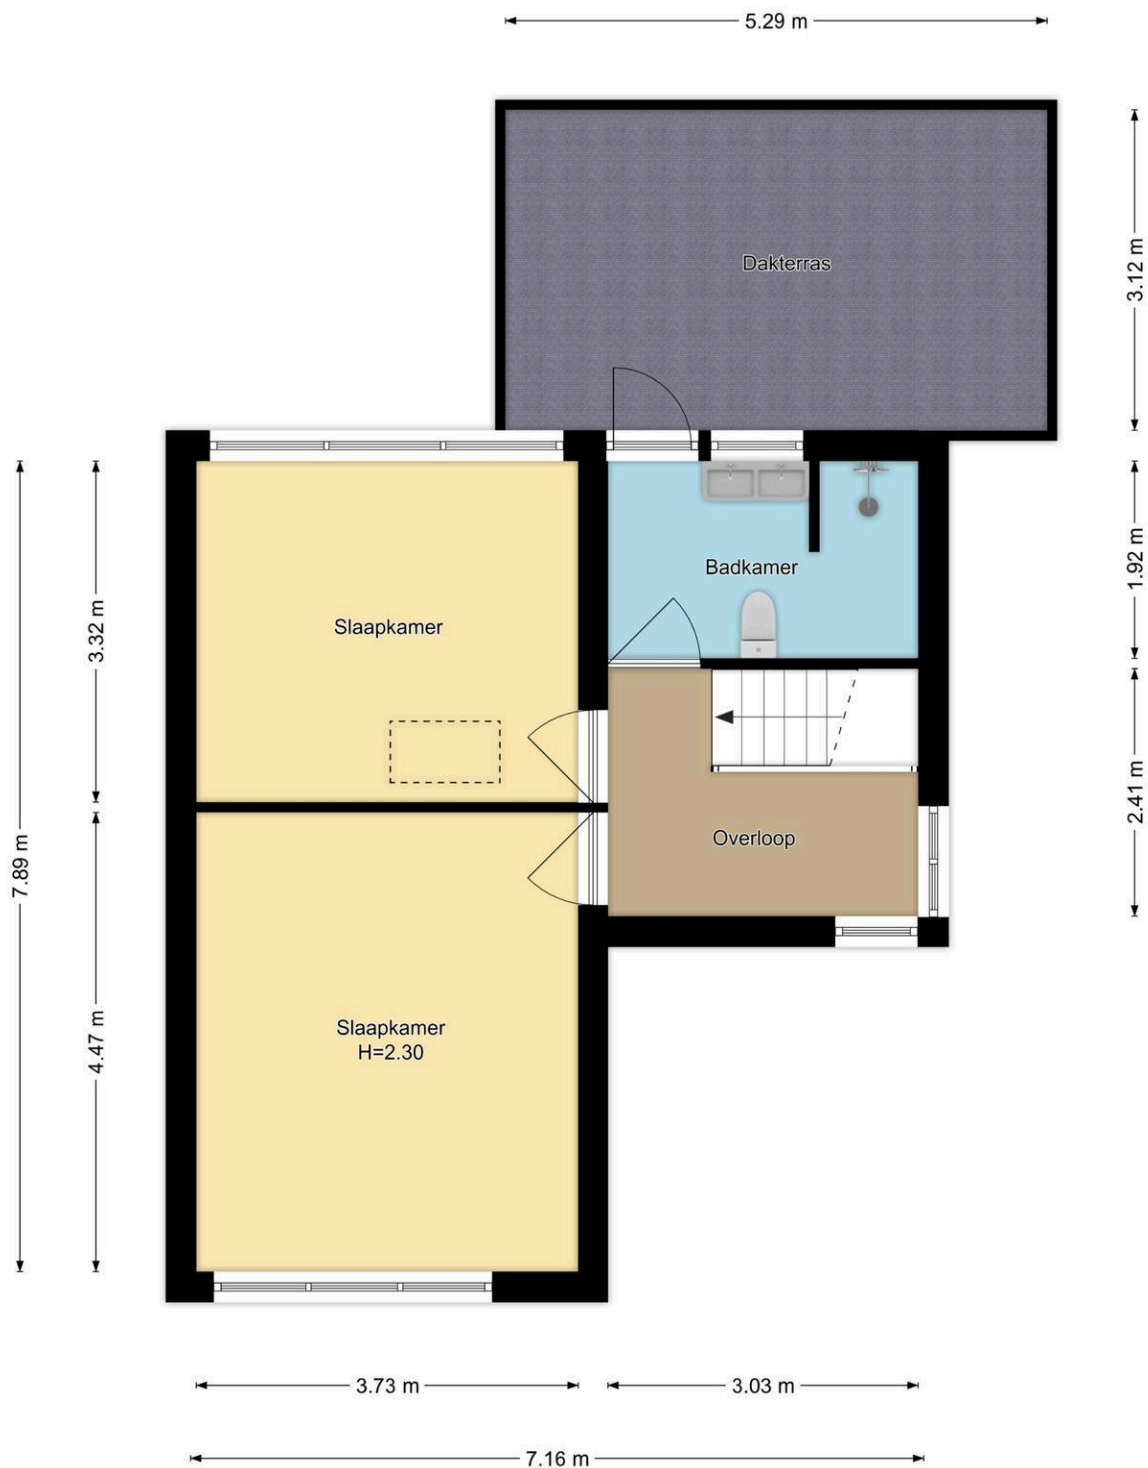 5.29 m
Dakterras
3.12 m
Badkamer
1.92 m
Slaapkamer
3.32 m
Overloop
2.41 m
7.89 m
Slaapkamer
H=2.30
4.47 m
3.73 m
3.03 m
7.16 m